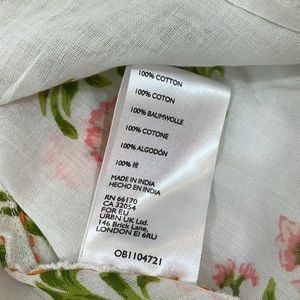 100% COTTON
100% COTON
100% BAUMWOLLE
100% COTONE
100% ALGODÓN
100% 棉
MADE IN INDIA
HECHO EN INDIA
RN 66170
CA 32054
FOR EU
URBN UK Ltd.
146 Brick Lane,
LONDON E1 6RU
OB1104721